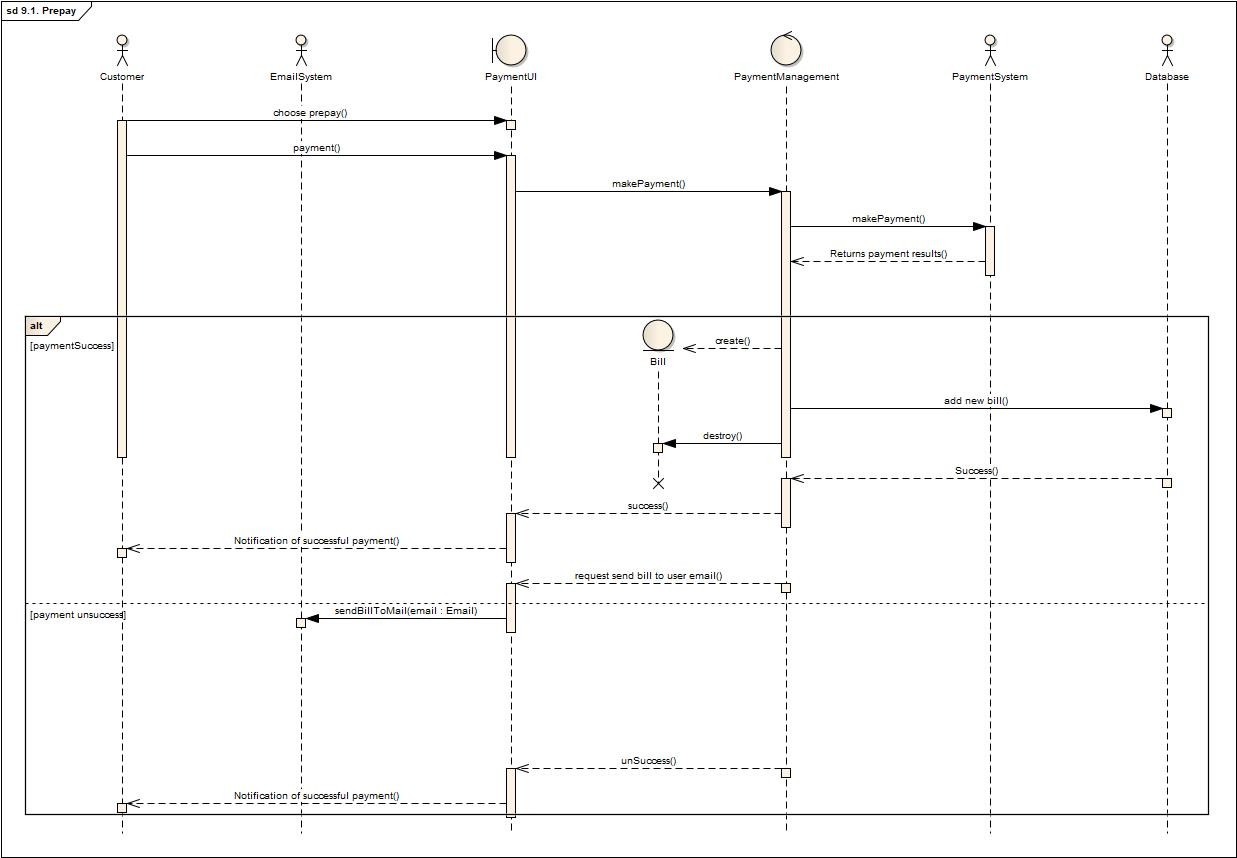 sd 9.1. Prepay
Customer
EmailSystem
PaymentUI
PaymentManagement
PaymentSystem
Database
choose prepay()
payment()
makePayment()
makePayment()
Returns payment results()
alt
[paymentSuccess]
create()
Bill
add new bill()
destroy()
Success()
success()
Notification of successful payment()
request send bill to user email()
[payment unsuccess]
sendBillToMail(email : Email)
unSuccess()
Notification of successful payment()